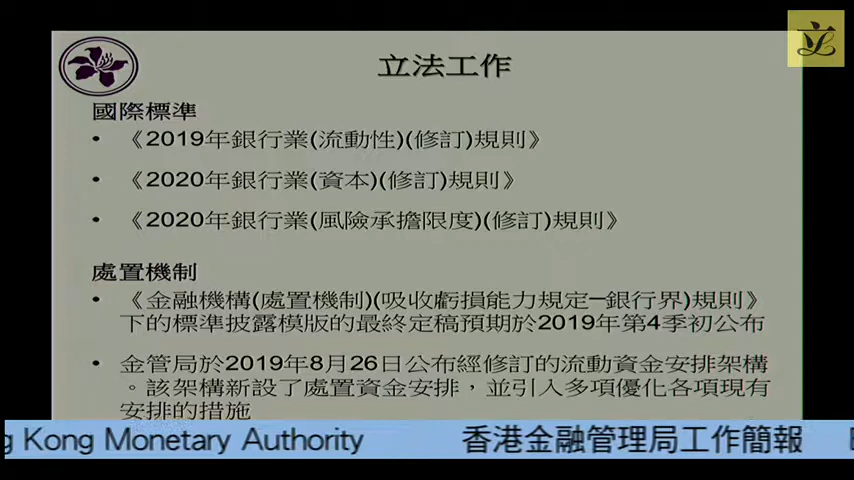 立法工作
國際標準
• 《2019年銀行業(流動性)(修訂)規則》
• 《2020年銀行業(資本)(修訂)規則》
• 《2020年銀行業(風險承擔限度)(修訂)規則》
處置機制
• 《金融機構(處置機制)(吸收虧損能力規定─銀行界)規則》
下的標準披露模版的最終定稿預期於2019年第4季初公布
• 金管局於2019年8月26日公布經修訂的流動資金安排架構
。該架構新設了處置資金安排，並引入多項優化各項現有
安排的措施
g Kong Monetary Authority 香港金融管理局工作簡報